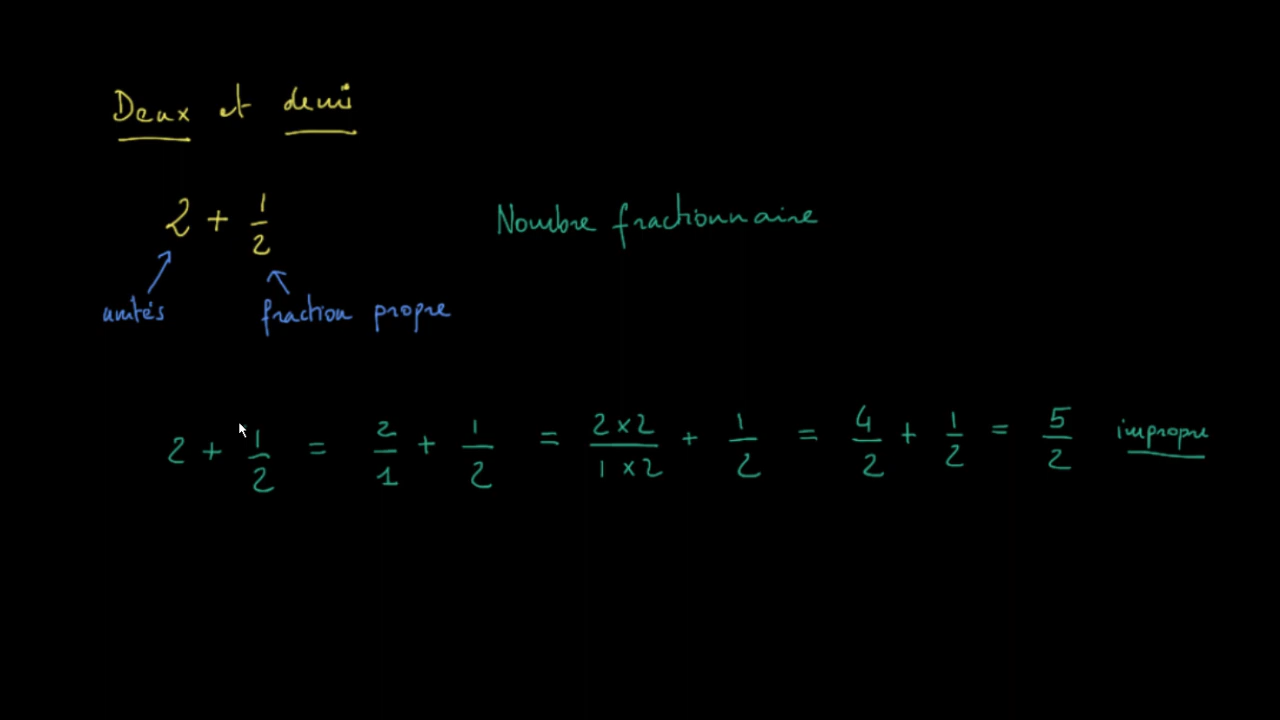 Deux et demi
2 + 1/2
Nombre fractionnaire
unités
fraction propre
2 + 1/2 = 2/1 + 1/2 = 2×2/1×2 + 1/2 = 4/2 + 1/2 = 5/2 impropre